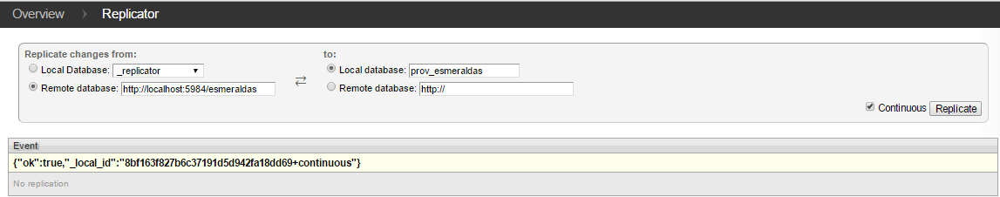 Overview › Replicator
Replicate changes from: to:
Local Database: _replicator Local database: prov_esmeraldas
Remote database: http://localhost:5984/esmeraldas Remote database: http://
Continuous Replicate
Event
{"ok":true,"_local_id":"8bf163f827b6c37191d5d942fa18dd69+continuous"}
No replication